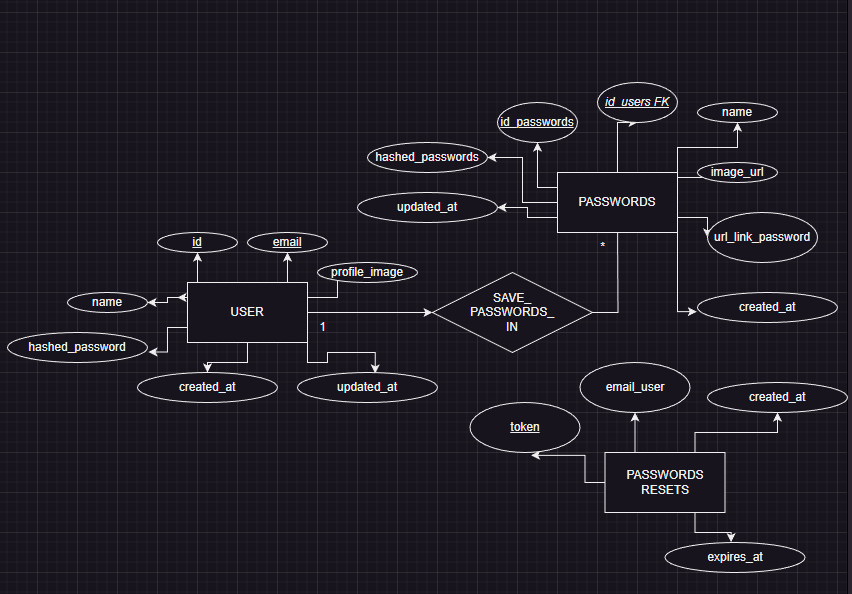 id_users FK
name
id_passwords
hashed_passwords
image_url
updated_at
PASSWORDS
url_link_password
*
id
email
profile_image
name
USER
SAVE_
PASSWORDS_
IN
created_at
1
hashed_password
created_at
updated_at
email_user
created_at
token
PASSWORDS
RESETS
expires_at